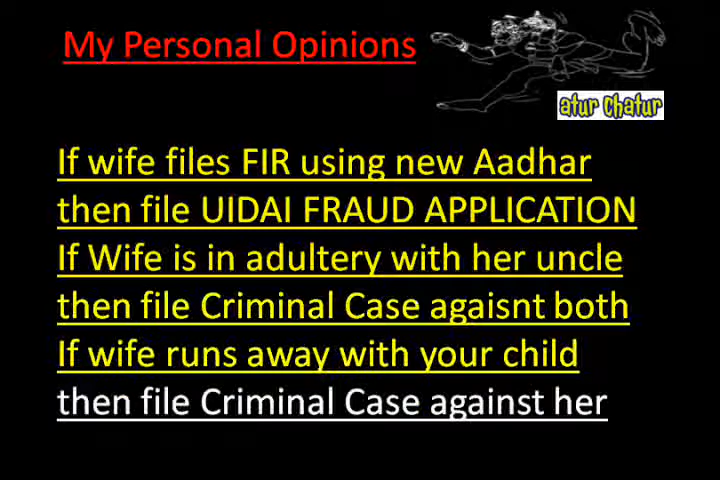 My Personal Opinions
atur Chatur
If wife files FIR using new Aadhar
then file UIDAI FRAUD APPLICATION
If Wife is in adultery with her uncle
then file Criminal Case agaisnt both
If wife runs away with your child
then file Criminal Case against her